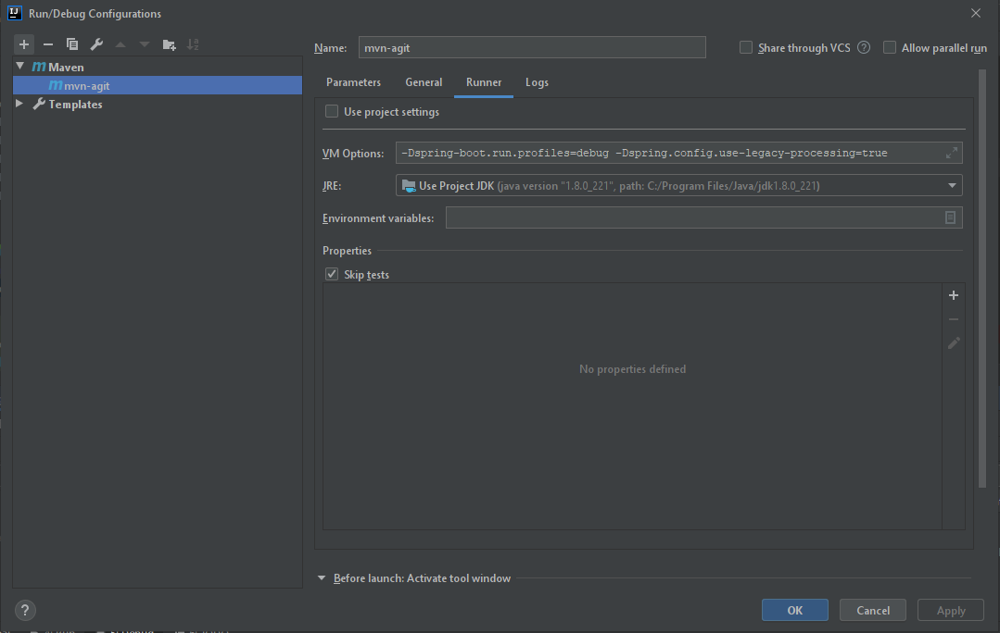 IJ Run/Debug Configurations
Name: mvn-agit Share through VCS ? Allow parallel run
Maven
mvn-agit
Templates
Parameters General Runner Logs
Use project settings
VM Options: -Dspring-boot.run.profiles=debug -Dspring.config.use-legacy-processing=true
JRE: Use Project JDK (java version "1.8.0_221", path: C:/Program Files/Java/jdk1.8.0_221)
Environment variables:
Properties
Skip tests
No properties defined
Before launch: Activate tool window
? OK Cancel Apply